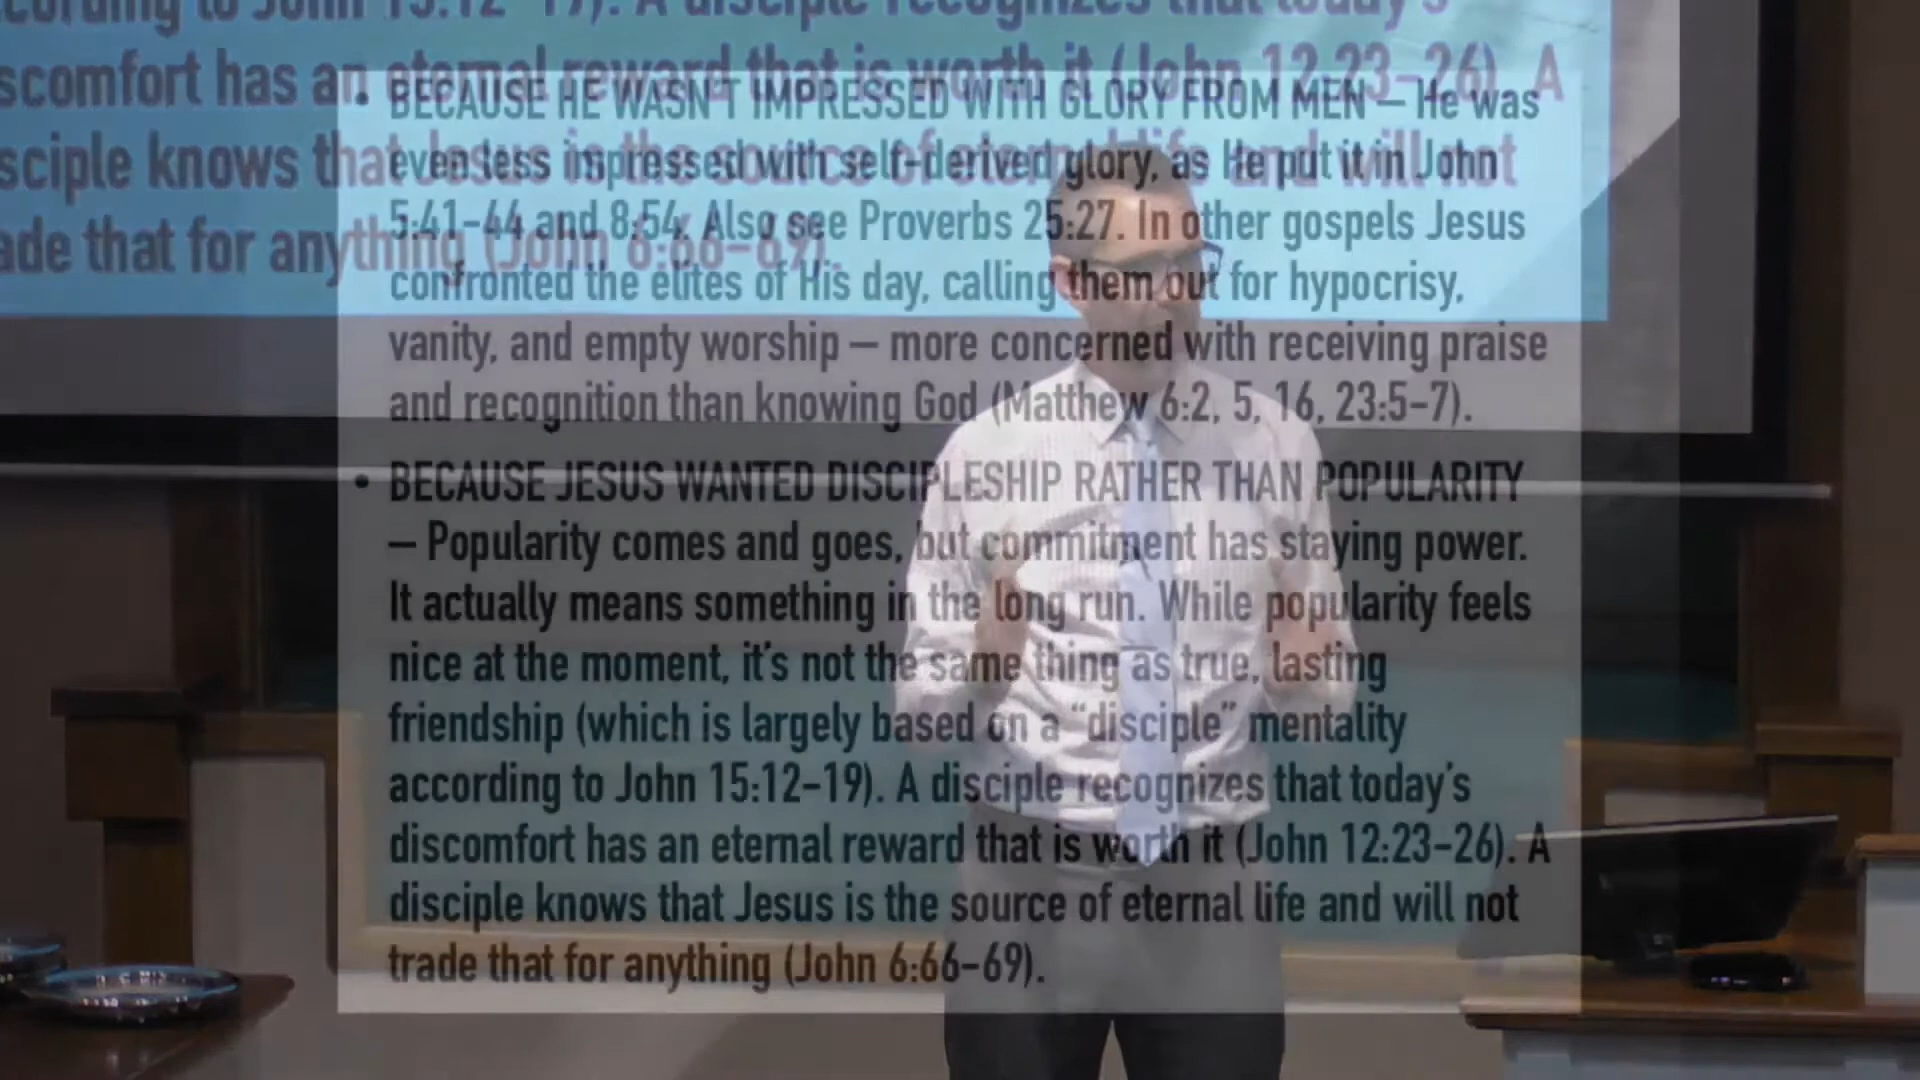 ccording to John 15:12–19). A disciple recognizes that today's
scomfort has an eternal reward that is worth it (John 12:23–26). A
sciple knows that Jesus is the source of eternal life and will not
ade that for anything (John 6:66–69).
• BECAUSE HE WASN'T IMPRESSED WITH GLORY FROM MEN — He was
even less impressed with self-derived glory, as He put it in John
5:41–44 and 8:54. Also see Proverbs 25:27. In other gospels Jesus
confronted the elites of His day, calling them out for hypocrisy,
vanity, and empty worship — more concerned with receiving praise
and recognition than knowing God (Matthew 6:2, 5, 16, 23:5–7).
• BECAUSE JESUS WANTED DISCIPLESHIP RATHER THAN POPULARITY
— Popularity comes and goes, but commitment has staying power.
It actually means something in the long run. While popularity feels
nice at the moment, it's not the same thing as true, lasting
friendship (which is largely based on a “disciple” mentality
according to John 15:12–19). A disciple recognizes that today's
discomfort has an eternal reward that is worth it (John 12:23–26). A
disciple knows that Jesus is the source of eternal life and will not
trade that for anything (John 6:66–69).